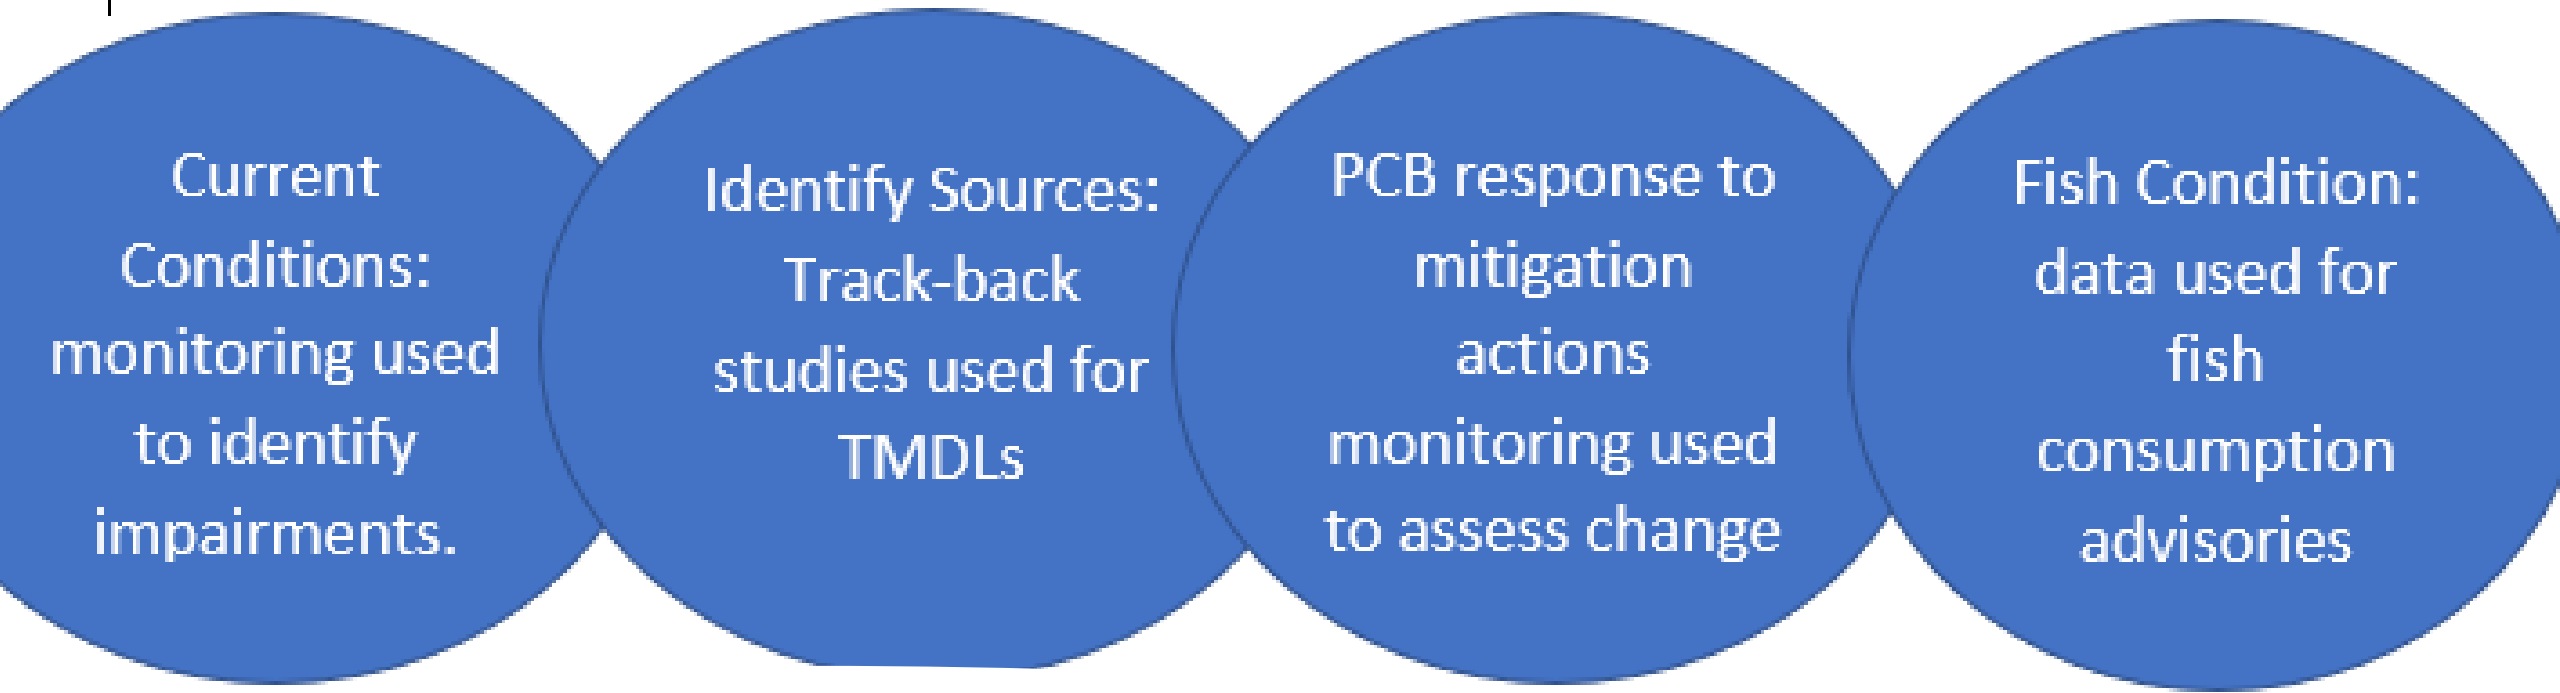 Current
Conditions:
monitoring used
to identify
impairments.
Identify Sources:
Track-back
studies used for
TMDLs
PCB response to
mitigation
actions
monitoring used
to assess change
Fish Condition:
data used for
fish
consumption
advisories